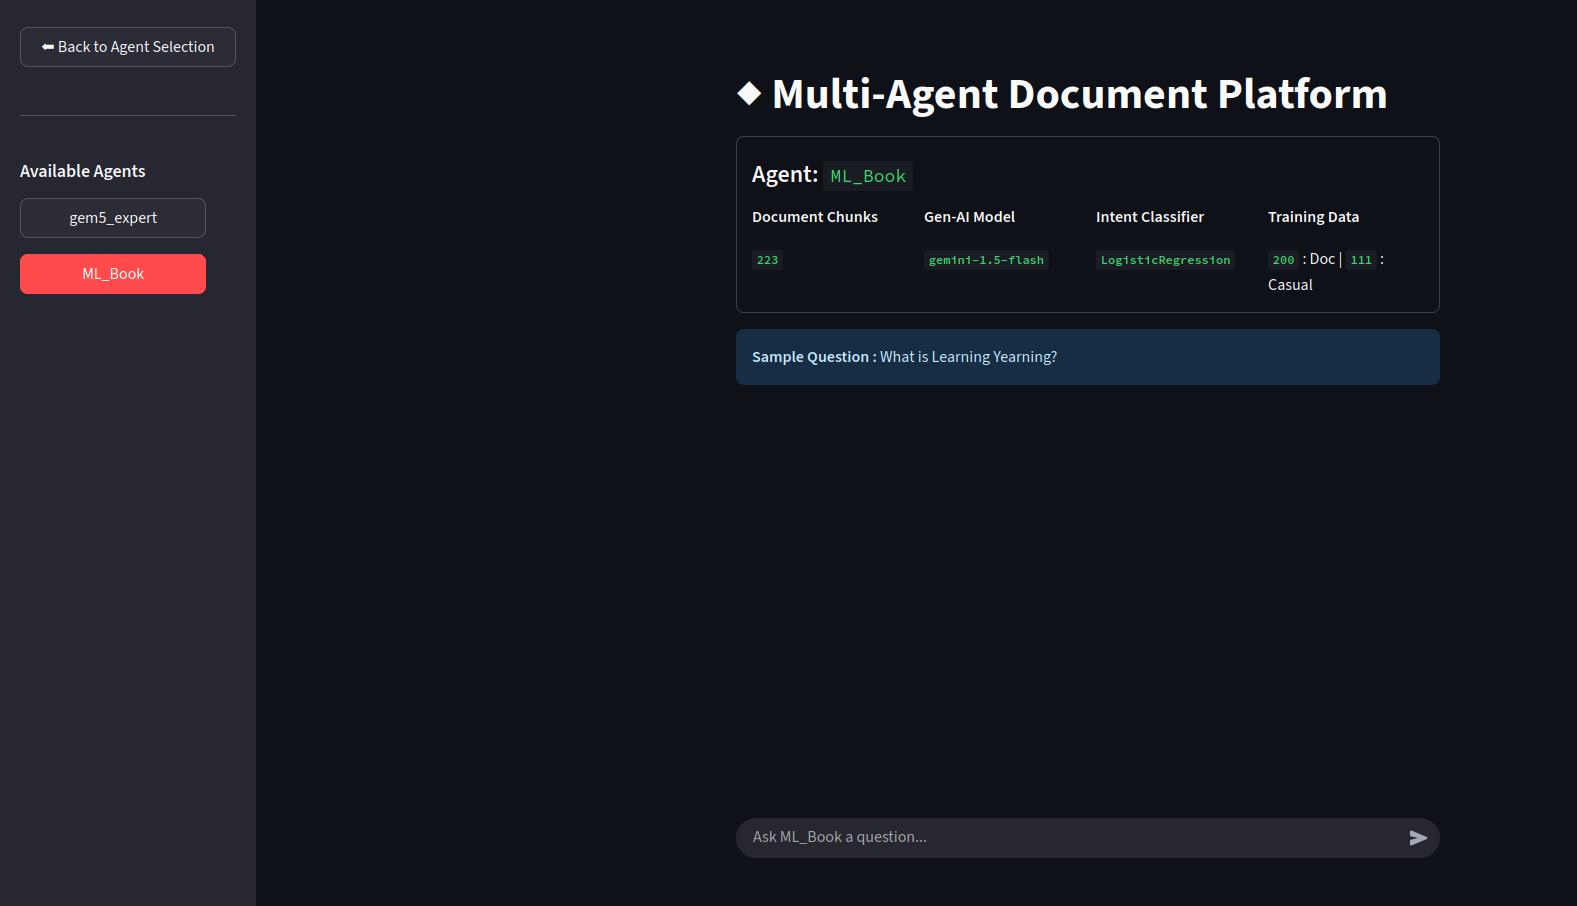 ⬅ Back to Agent Selection
Available Agents
gem5_expert
ML_Book
◆ Multi-Agent Document Platform
Agent: ML_Book
Document Chunks
223
Gen-AI Model
gemini-1.5-flash
Intent Classifier
LogisticRegression
Training Data
200 : Doc | 111 :
Casual
Sample Question : What is Learning Yearning?
Ask ML_Book a question...